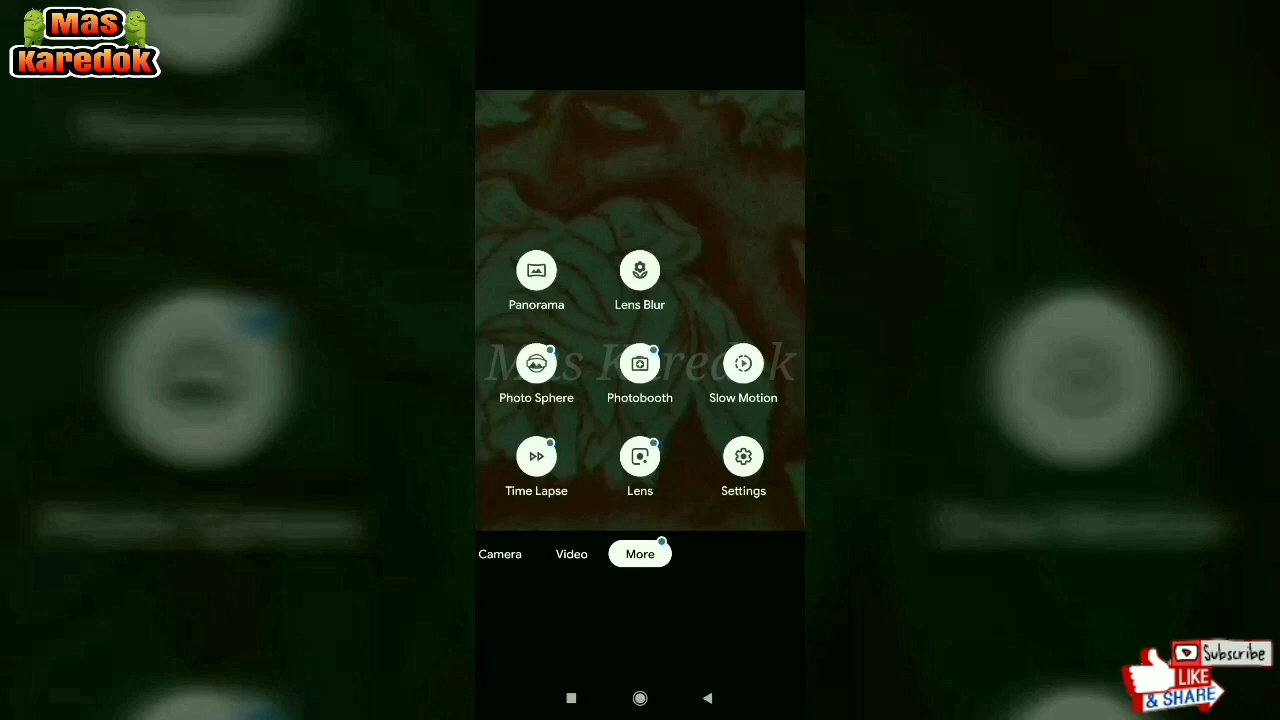 Mas
Karedok
Panorama
Lens Blur
Mas Karedok
Photo Sphere
Photobooth
Slow Motion
Time Lapse
Lens
Settings
Camera
Video
More
Subscribe
LIKE
& SHARE